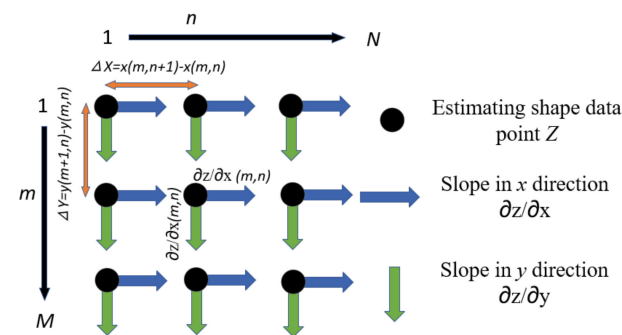 n
1
N
ΔX=x(m,n+1)-x(m,n)
1
m
M
ΔY=y(m+1,n)-y(m,n)
∂z/∂x (m,n)
∂z/∂x(m,n)
Estimating shape data
point Z
Slope in x direction
∂z/∂x
Slope in y direction
∂z/∂y